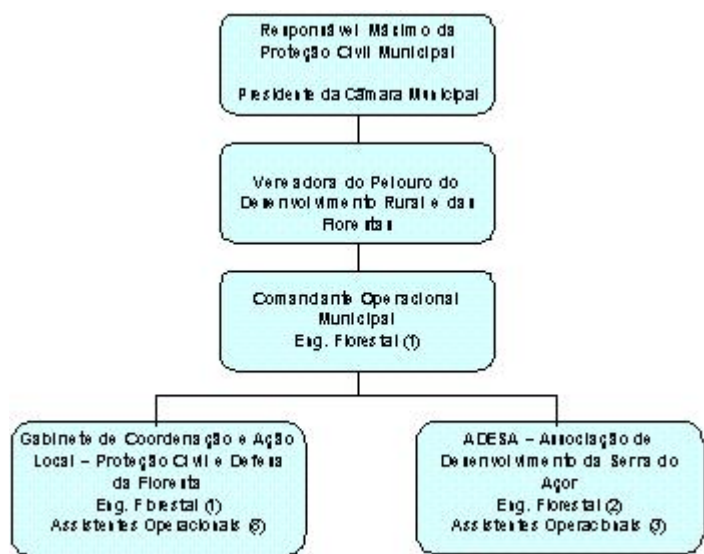 Responsável Máximo da
Proteção Civil Municipal
Presidente da Câmara Municipal
Vereadora do Pelouro do
Desenvolvimento Rural e das
Florestas
Comandante Operacional
Municipal
Eng. Florestal (1)
Gabinete de Coordenação e Ação
Local – Proteção Civil e Defesa
da Floresta
Eng. Florestal (1)
Assistentes Operacionais
ADESA – Associação de
Desenvolvimento da Serra do
Açor
Eng. Florestal (2)
Assistentes Operacionais (3)